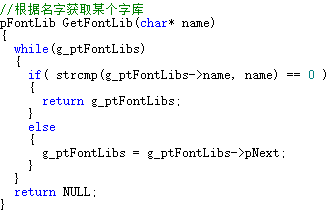 //根据名字获取某个字库
pFontLib GetFontLib(char* name)
{
  while(g_ptFontLibs)
  {
    if( strcmp(g_ptFontLibs->name, name) == 0 )
    {
      return g_ptFontLibs;
    }
    else
    {
      g_ptFontLibs = g_ptFontLibs->pNext;
    }
  }
  return NULL;
}